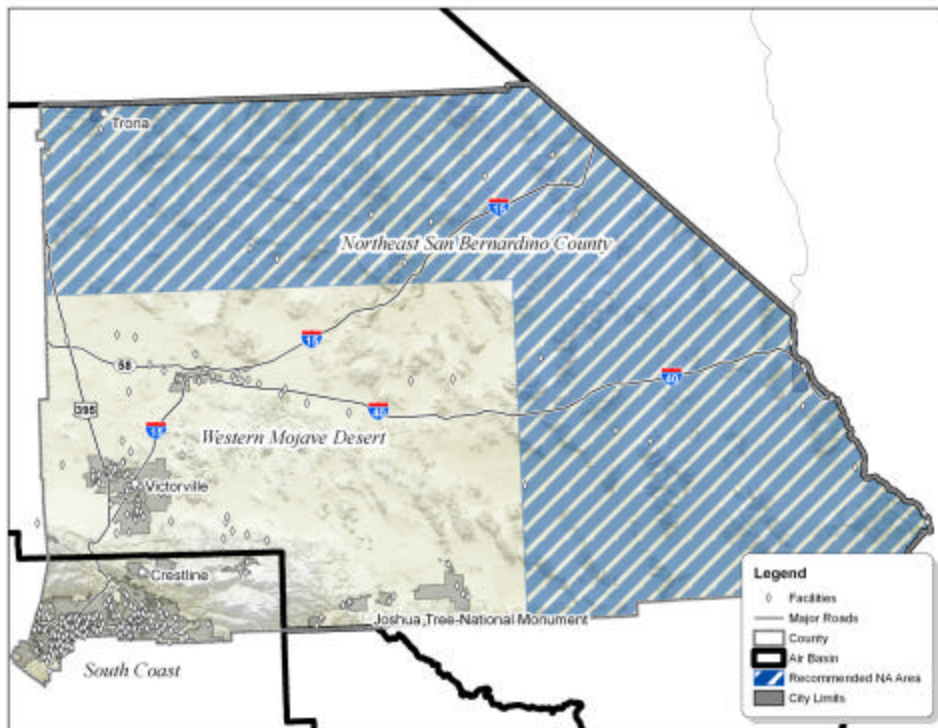 Trona
15
Northeast San Bernardino County
15
58
40
395
40
15
Western Mojave Desert
Victorville
Crestline
Joshua Tree-National Monument
South Coast
Legend
Facilities
Major Roads
County
Air Basin
Recommended NA Area
City Limits